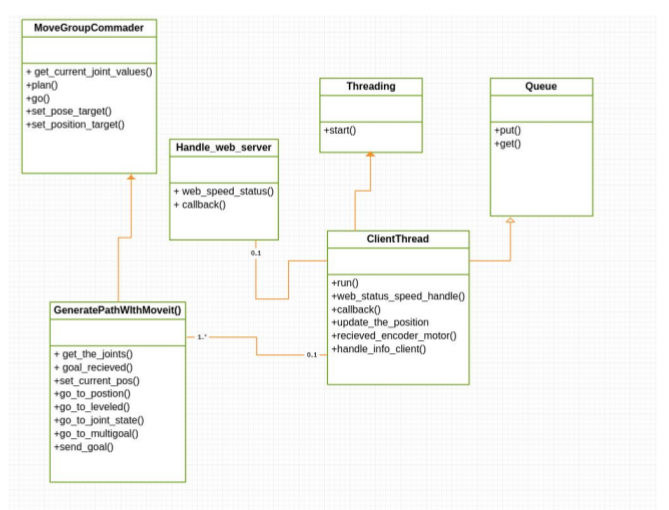 MoveGroupCommader
+ get_current_joint_values()
+plan()
+go()
+set_pose_target()
+set_position_target()
Handle_web_server
+ web_speed_status()
+ callback()
Threading
+start()
Queue
+put()
+get()
0.1
ClientThread
+run()
+web_status_speed_handle()
+callback()
+update_the_position
+recieved_encoder_motor()
+handle_info_client()
GeneratePathWIthMoveit()
+ get_the_joints()
+ goal_recieved()
+set_current_pos()
+go_to_postion()
+go_to_leveled()
+go_to_joint_state()
+go_to_multigoal()
+send_goal()
1..*
0.1